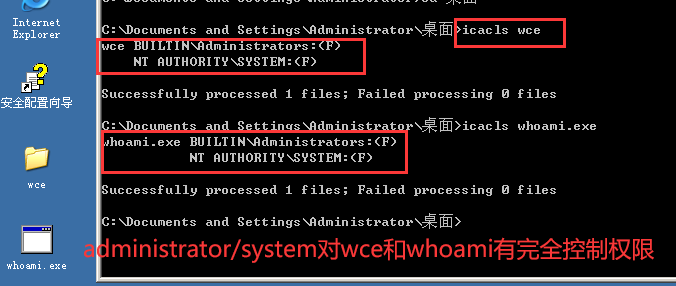 Internet
Explorer
安全配置向导
wce
whoami.exe
C:\Documents and Settings\Administrator\桌面>icacls wce
wce BUILTIN\Administrators:(F)
NT AUTHORITY\SYSTEM:(F)
Successfully processed 1 files; Failed processing 0 files
C:\Documents and Settings\Administrator\桌面>icacls whoami.exe
whoami.exe BUILTIN\Administrators:(F)
NT AUTHORITY\SYSTEM:(F)
Successfully processed 1 files; Failed processing 0 files
C:\Documents and Settings\Administrator\桌面>
administrator/system对wce和whoami有完全控制权限